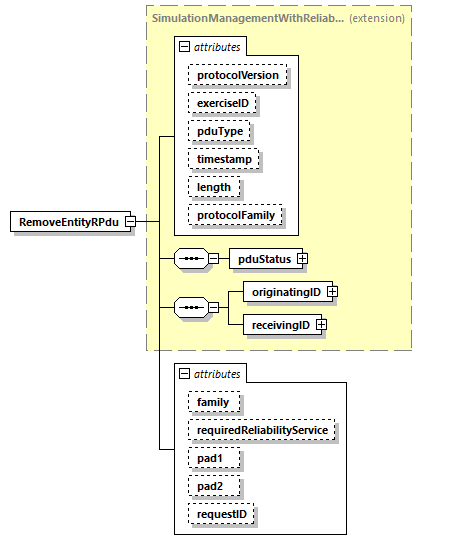 SimulationManagementWithReliab... (extension)
attributes
protocolVersion
exerciseID
pduType
timestamp
length
protocolFamily
RemoveEntityRPdu
pduStatus
originatingID
receivingID
attributes
family
requiredReliabilityService
pad1
pad2
requestID